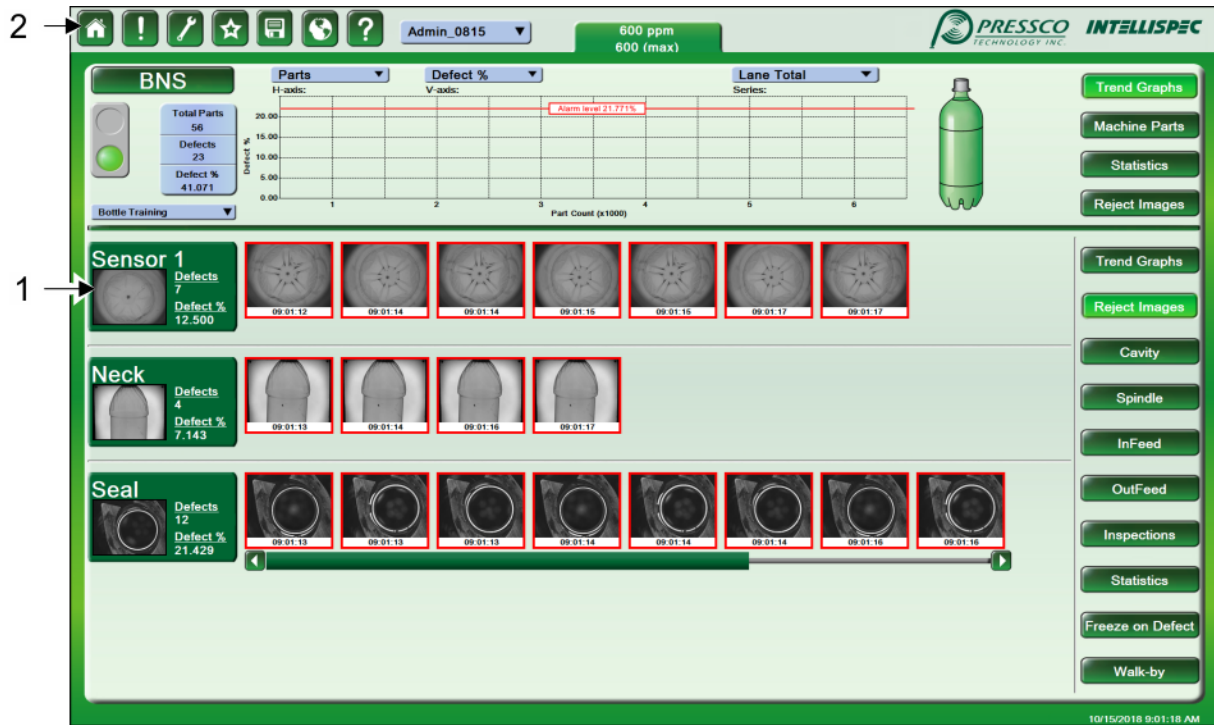 2
!
?
Admin_0815
600 ppm
600 (max)
PRESSCO
TECHNOLOGY INC.
INTELLISPEC
BNS
Total Parts
56
Defects
23
Defect %
41.071
Bottle Training
Parts
H-axis:
Defect %
V-axis:
Lane Total
Series:
Alarm level 21.771%
Defect %
20.00
15.00
10.00
5.00
0.00
1 2 3 4 5 6
Part Count (x1000)
Trend Graphs
Machine Parts
Statistics
Reject Images
1
Sensor 1
Defects
7
Defect %
12.500
09:01:12 09:01:14 09:01:14 09:01:15 09:01:15 09:01:17 09:01:17
Neck
Defects
4
Defect %
7.143
09:01:13 09:01:14 09:01:16 09:01:17
Seal
Defects
12
Defect %
21.429
09:01:13 09:01:13 09:01:13 09:01:14 09:01:14 09:01:14 09:01:16 09:01:16
Trend Graphs
Reject Images
Cavity
Spindle
InFeed
OutFeed
Inspections
Statistics
Freeze on Defect
Walk-by
10/15/2018 9:01:18 AM